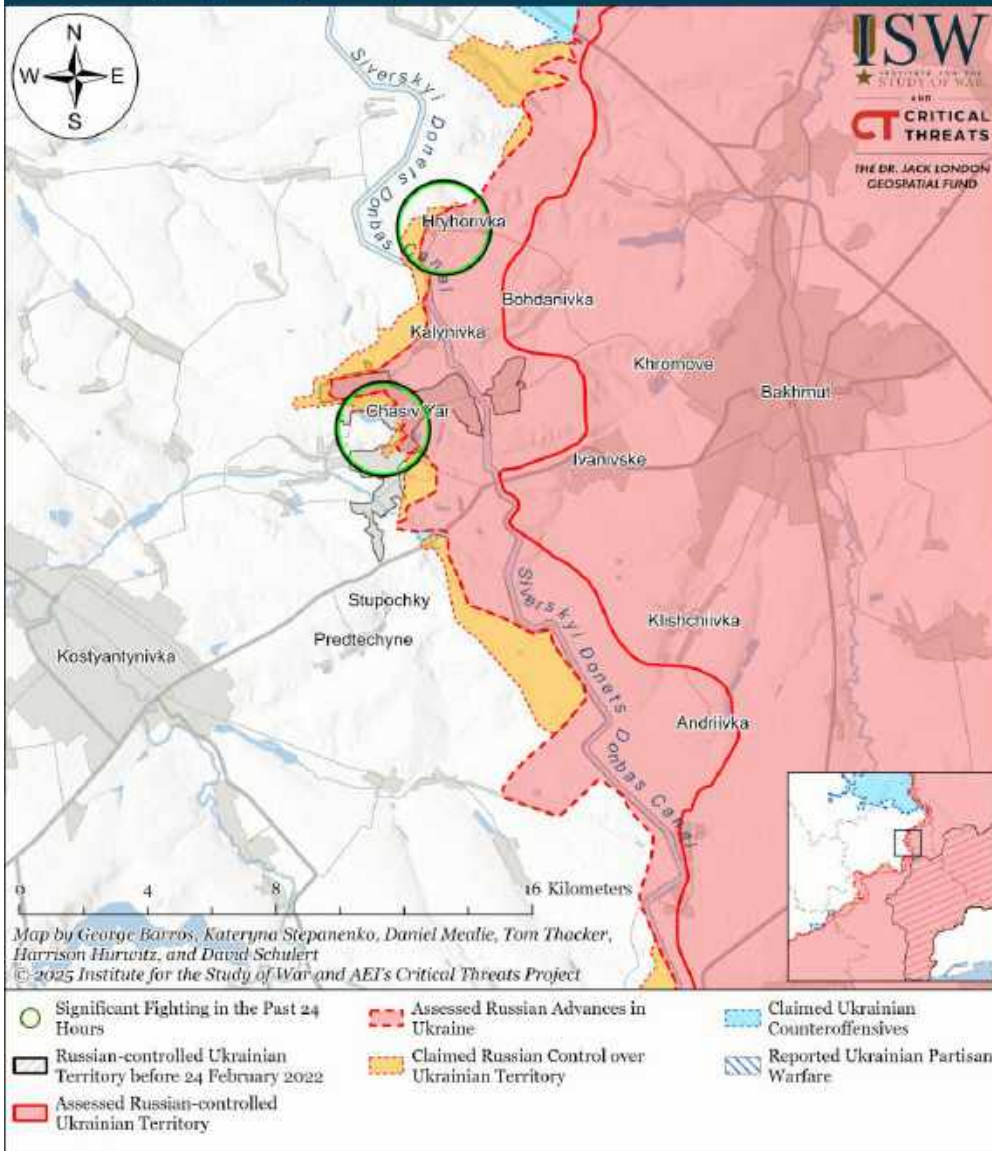 N
W E
S
ISW
INSTITUTE FOR THE
STUDY OF WAR
AND
CT CRITICAL
THREATS
THE DR. JACK LONDON
GEOSPATIAL FUND
Siverskyi Donets Donbas Canal
Hryhorivka
Bohdanivka
Kalynivka
Khromove
Bakhmut
Chasiv Yar
Ivanivske
Siverskyi Donets Donbas Canal
Stupochky
Klishchiivka
Predtechyne
Kostyantynivka
Andriivka
0 4 8 16 Kilometers
Map by George Barros, Kateryna Stepanenko, Daniel Mealie, Tom Thacker,
Harrison Hurwitz, and David Schulert
© 2025 Institute for the Study of War and AEI's Critical Threats Project
Significant Fighting in the Past 24
Hours
Russian-controlled Ukrainian
Territory before 24 February 2022
Assessed Russian-controlled
Ukrainian Territory
Assessed Russian Advances in
Ukraine
Claimed Russian Control over
Ukrainian Territory
Claimed Ukrainian
Counteroffensives
Reported Ukrainian Partisan
Warfare